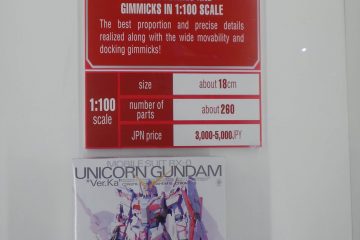 GIMMICKS IN 1:100 SCALE
The best proportion and precise details
realized along with the wide movability and
docking gimmicks!
1:100
scale
size
about 18cm
number of
parts
about 260
JPN price
3,000-5,000JPY
MOBILE SUIT RX-0
UNICORN GUNDAM
"Ver.Ka"